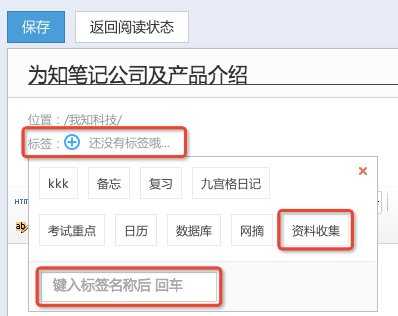 保存 返回阅读状态
为知笔记公司及产品介绍
位置：/我知科技/
标签： 还没有标签哦...
kkk 备忘 复习 九宫格日记
考试重点 日历 数据库 网摘 资料收集
键入标签名称后 回车